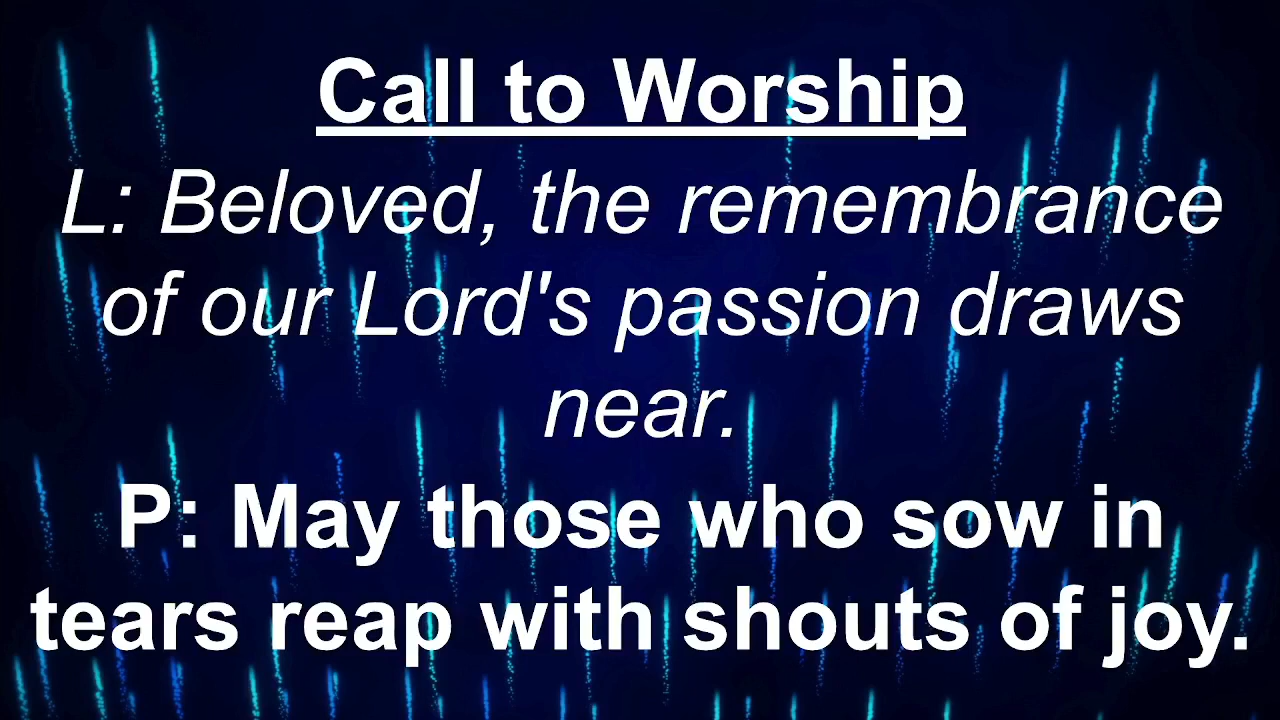 Call to Worship
L: Beloved, the remembrance
of our Lord's passion draws
near.
P: May those who sow in
tears reap with shouts of joy.